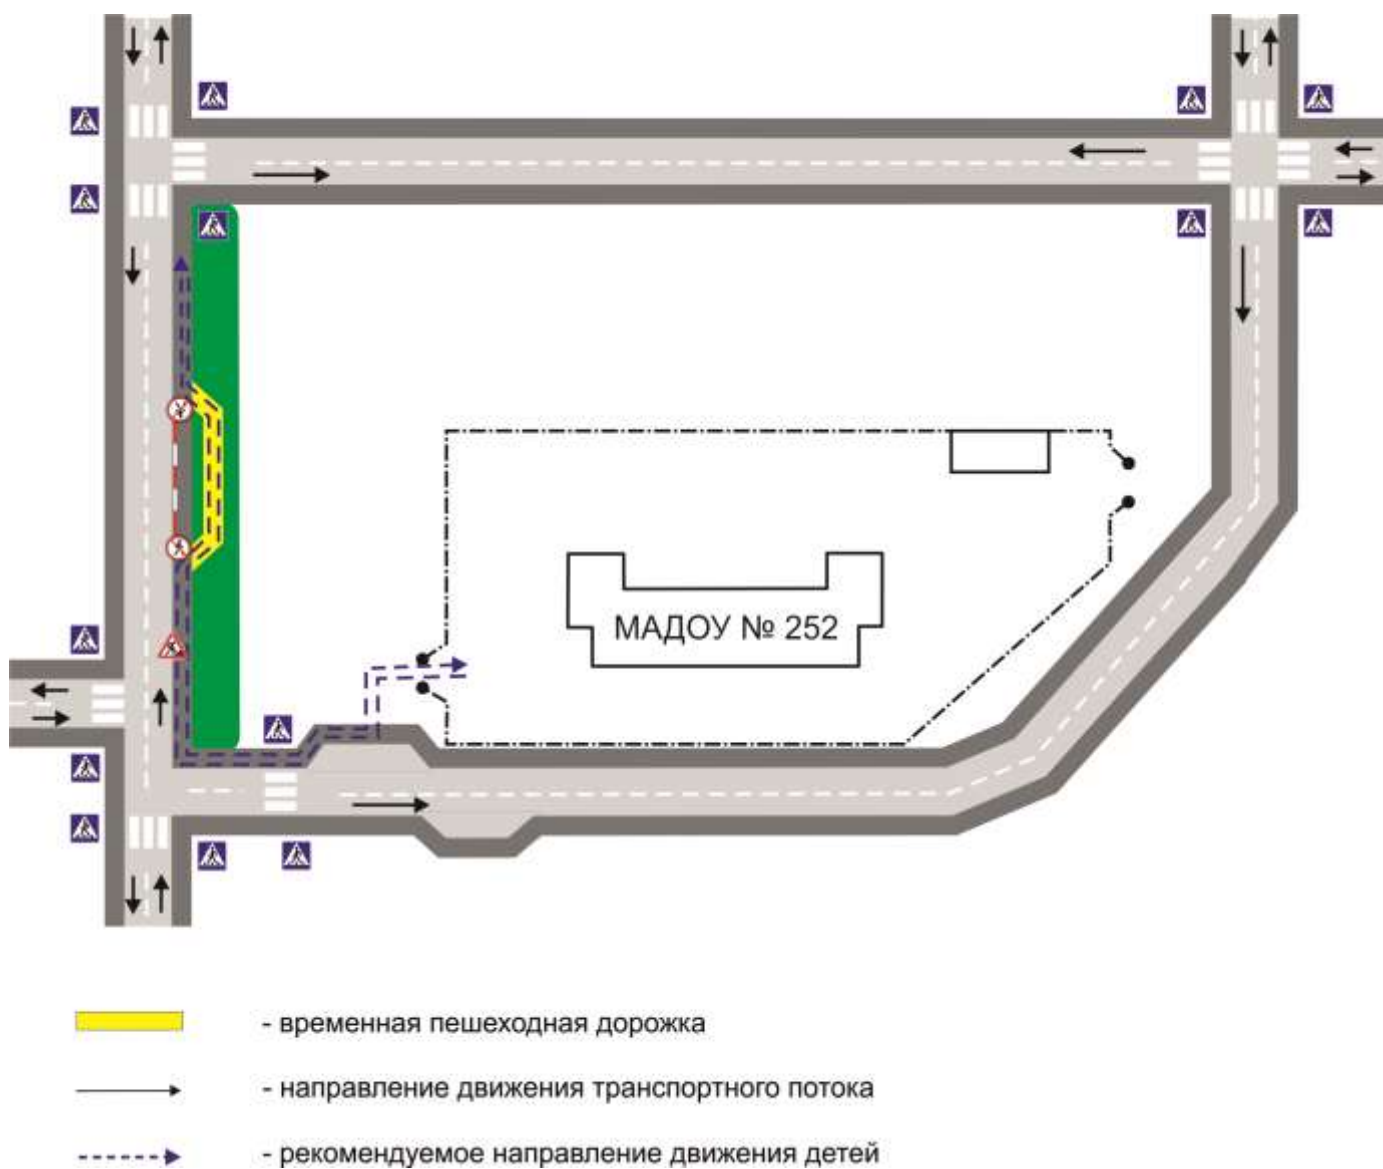 МАДОУ № 252
- временная пешеходная дорожка
- направление движения транспортного потока
- рекомендуемое направление движения детей